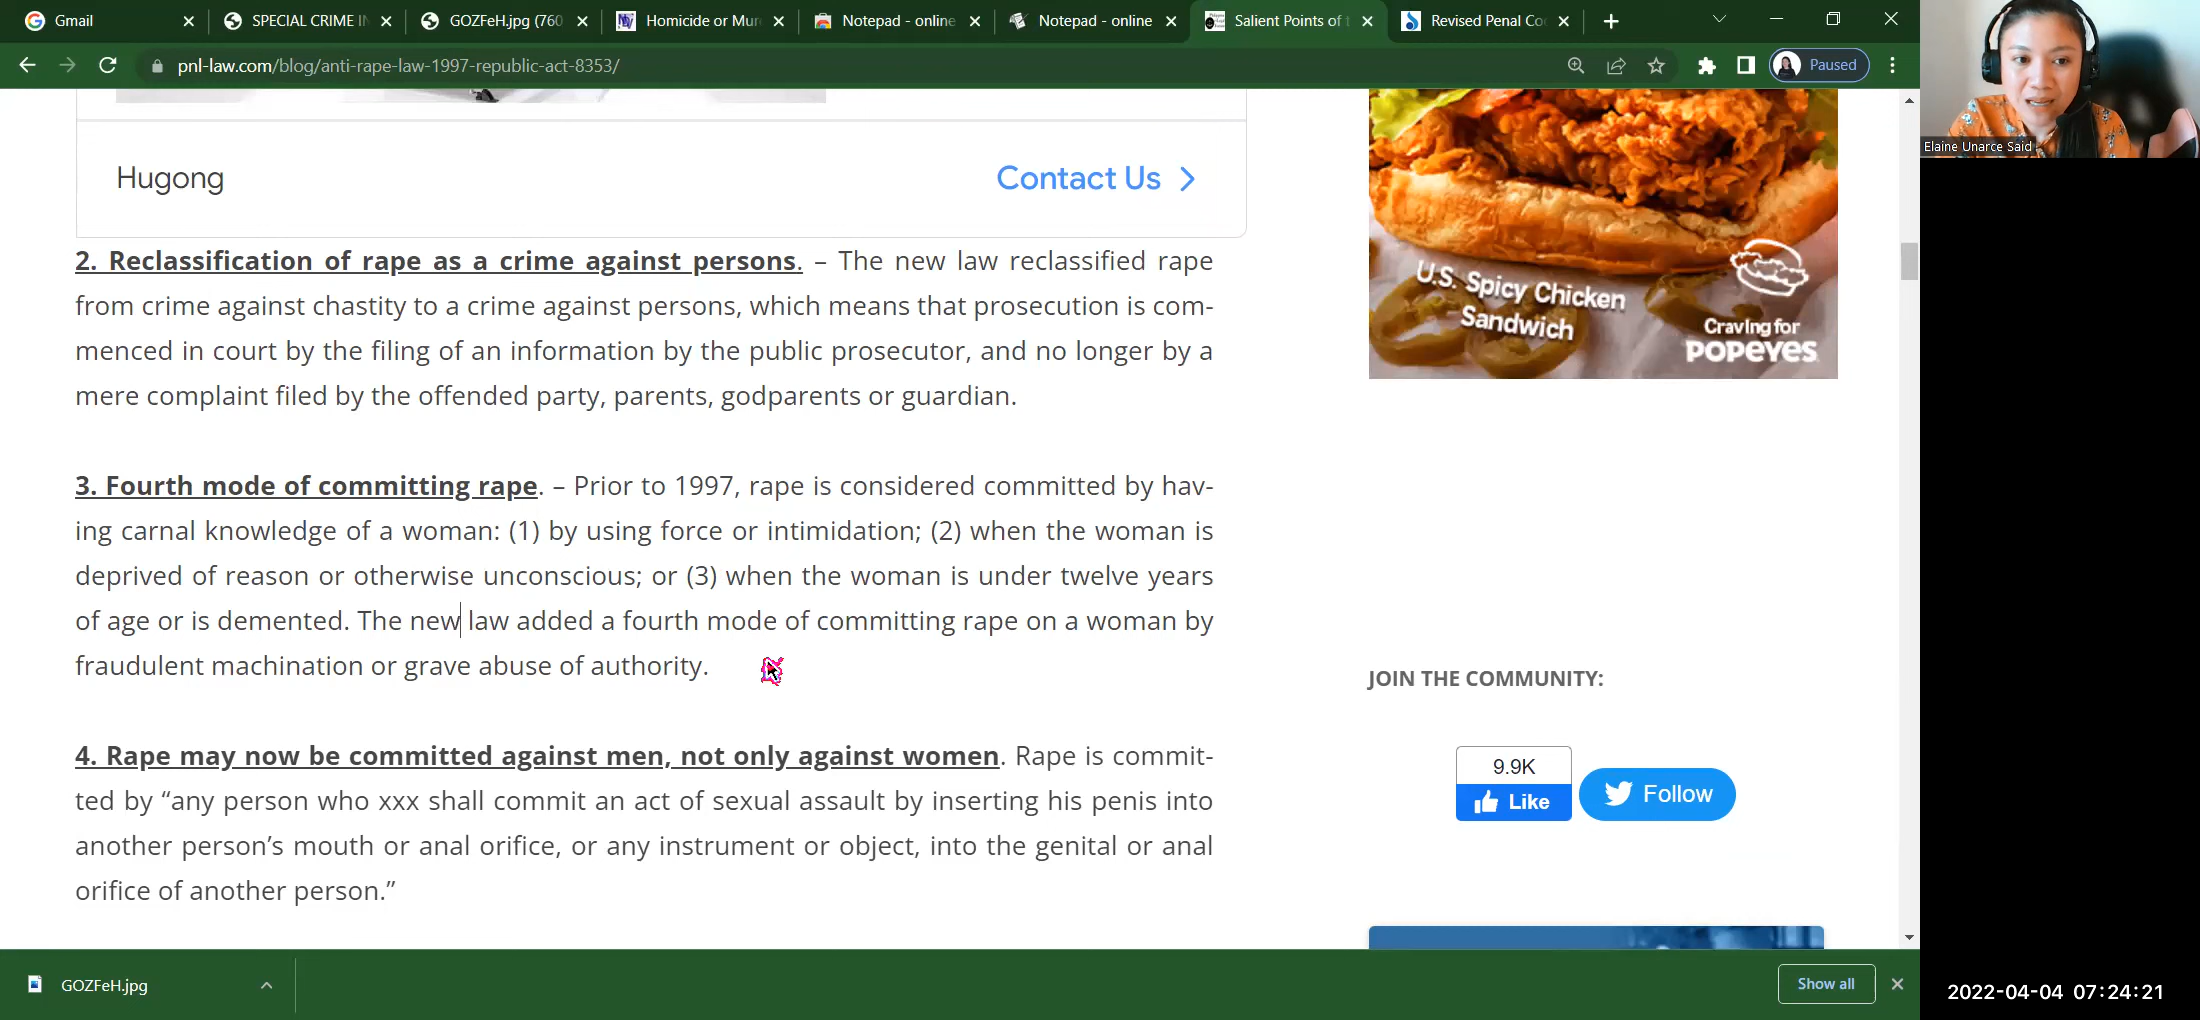 Gmail
SPECIAL CRIME IN
GOZFeH.jpg (760
Homicide or Mur
Notepad - online
Notepad - online
Salient Points of t
Revised Penal Co
pnl-law.com/blog/anti-rape-law-1997-republic-act-8353/
Paused
Elaine Unarce Said
Hugong
Contact Us
2. Reclassification of rape as a crime against persons. – The new law reclassified rape
from crime against chastity to a crime against persons, which means that prosecution is com-
menced in court by the filing of an information by the public prosecutor, and no longer by a
mere complaint filed by the offended party, parents, godparents or guardian.
3. Fourth mode of committing rape. – Prior to 1997, rape is considered committed by hav-
ing carnal knowledge of a woman: (1) by using force or intimidation; (2) when the woman is
deprived of reason or otherwise unconscious; or (3) when the woman is under twelve years
of age or is demented. The new law added a fourth mode of committing rape on a woman by
fraudulent machination or grave abuse of authority.
4. Rape may now be committed against men, not only against women. Rape is commit-
ted by “any person who xxx shall commit an act of sexual assault by inserting his penis into
another person’s mouth or anal orifice, or any instrument or object, into the genital or anal
orifice of another person.”
U.S. Spicy Chicken
Sandwich
Craving for
POPEYES
JOIN THE COMMUNITY:
9.9K
Like
Follow
GOZFeH.jpg
Show all
2022-04-04 07:24:21